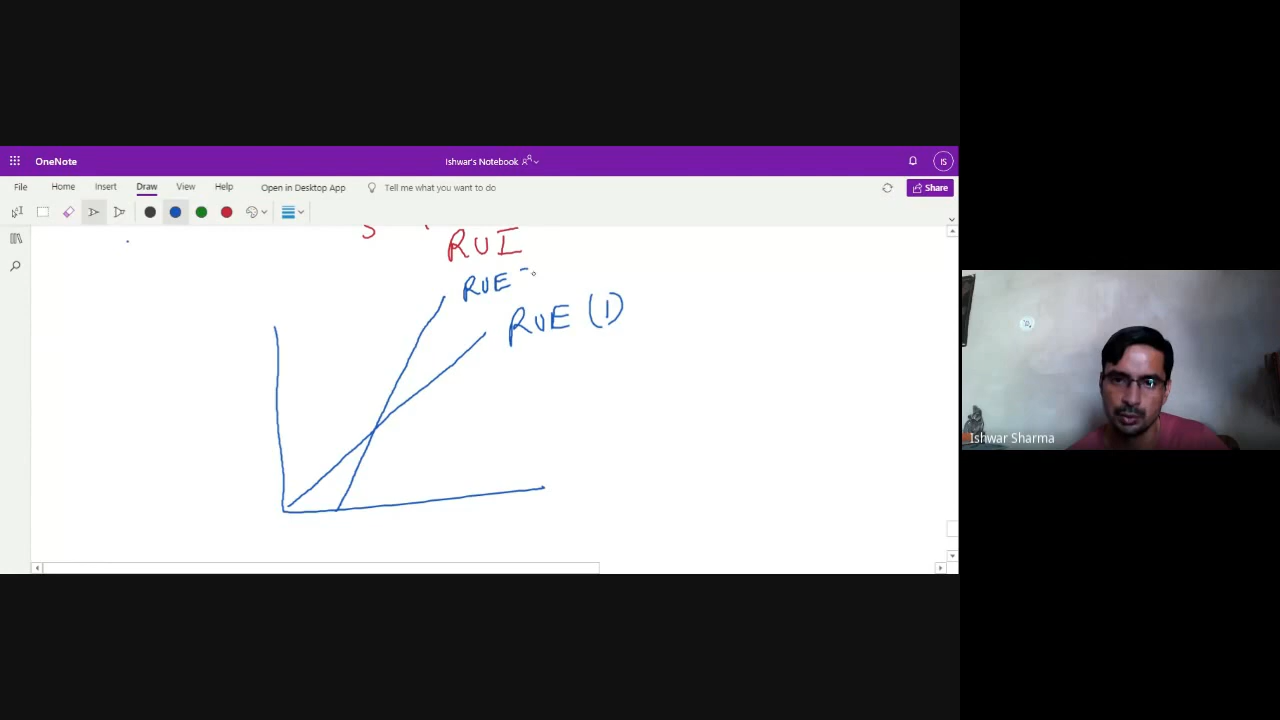 OneNote
Ishwar's Notebook
IS
File Home Insert Draw View Help Open in Desktop App Tell me what you want to do Share
RUI
RUE
RUE (1)
Ishwar Sharma